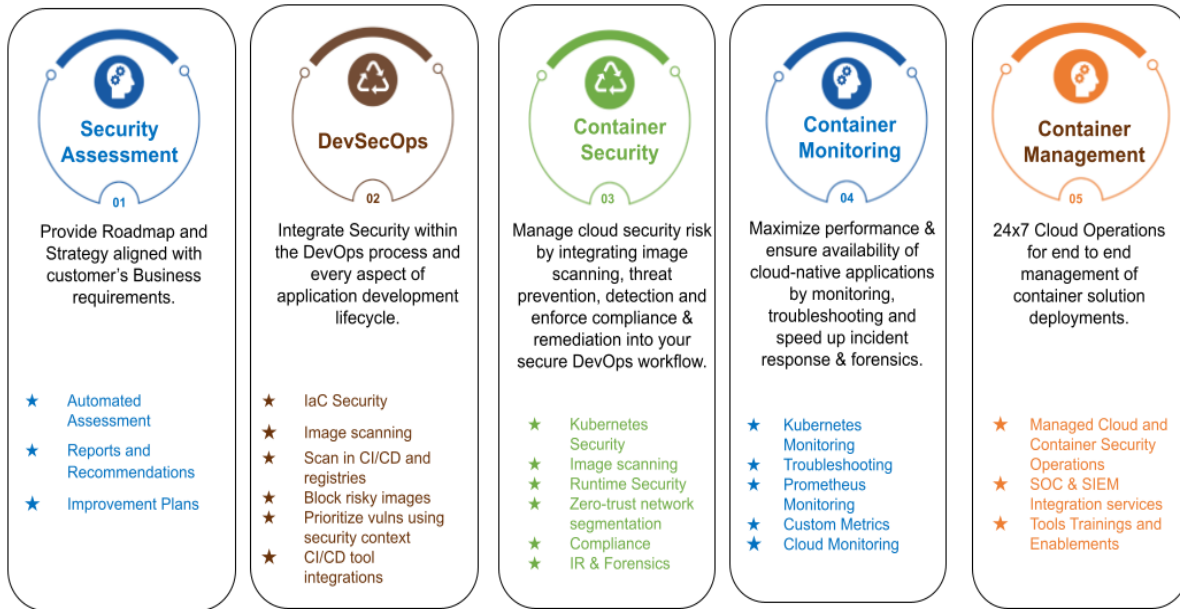 Security
Assessment
01
Provide Roadmap and
Strategy aligned with
customer's Business
requirements.
★ Automated
Assessment
★ Reports and
Recommendations
★ Improvement Plans
DevSecOps
02
Integrate Security within
the DevOps process and
every aspect of
application development
lifecycle.
★ IaC Security
★ Image scanning
★ Scan in CI/CD and
registries
★ Block risky images
★ Prioritize vulns using
security context
★ CI/CD tool
integrations
Container
Security
03
Manage cloud security risk
by integrating image
scanning, threat
prevention, detection and
enforce compliance &
remediation into your
secure DevOps workflow.
★ Kubernetes
Security
★ Image scanning
★ Runtime Security
★ Zero-trust network
segmentation
★ Compliance
★ IR & Forensics
Container
Monitoring
04
Maximize performance &
ensure availability of
cloud-native applications
by monitoring,
troubleshooting and
speed up incident
response & forensics.
★ Kubernetes
Monitoring
★ Troubleshooting
★ Prometheus
Monitoring
★ Custom Metrics
★ Cloud Monitoring
Container
Management
05
24x7 Cloud Operations
for end to end
management of
container solution
deployments.
★ Managed Cloud and
Container Security
Operations
★ SOC & SIEM
Integration services
★ Tools Trainings and
Enablements